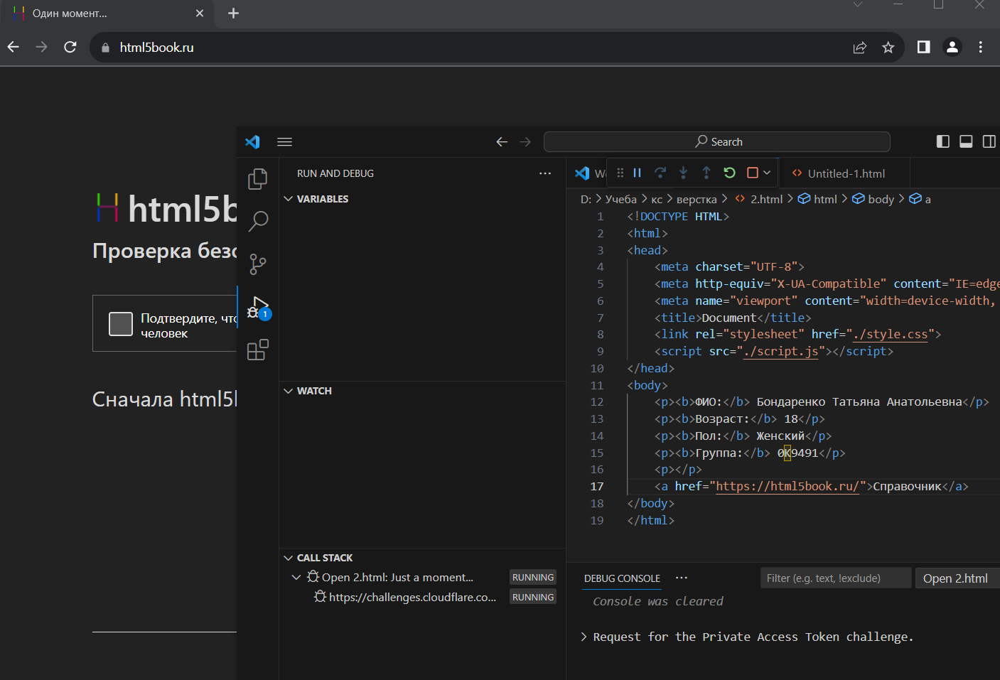 Один момент...
html5book.ru
html5b
Проверка безо
Подтвердите, что
человек
Сначала html5b
Search
RUN AND DEBUG
VARIABLES
WATCH
CALL STACK
Open 2.html: Just a moment...
RUNNING
https://challenges.cloudflare.co...
RUNNING
1
We
Untitled-1.html
D: > Учеба > кс > верстка > <> 2.html > html > body > a
1 <!DOCTYPE HTML>
2 <html>
3 <head>
4 <meta charset="UTF-8">
5 <meta http-equiv="X-UA-Compatible" content="IE=edge
6 <meta name="viewport" content="width=device-width,
7 <title>Document</title>
8 <link rel="stylesheet" href="./style.css">
9 <script src="./script.js"></script>
10 </head>
11 <body>
12 <p><b>ФИО:</b> Бондаренко Татьяна Анатольевна</p>
13 <p><b>Возраст:</b> 18</p>
14 <p><b>Пол:</b> Женский</p>
15 <p><b>Группа:</b> 0К9491</p>
16 <p></p>
17 <a href="https://html5book.ru/">Справочник</a>
18 </body>
19 </html>
DEBUG CONSOLE
Filter (e.g. text, !exclude)
Open 2.html
Console was cleared
> Request for the Private Access Token challenge.